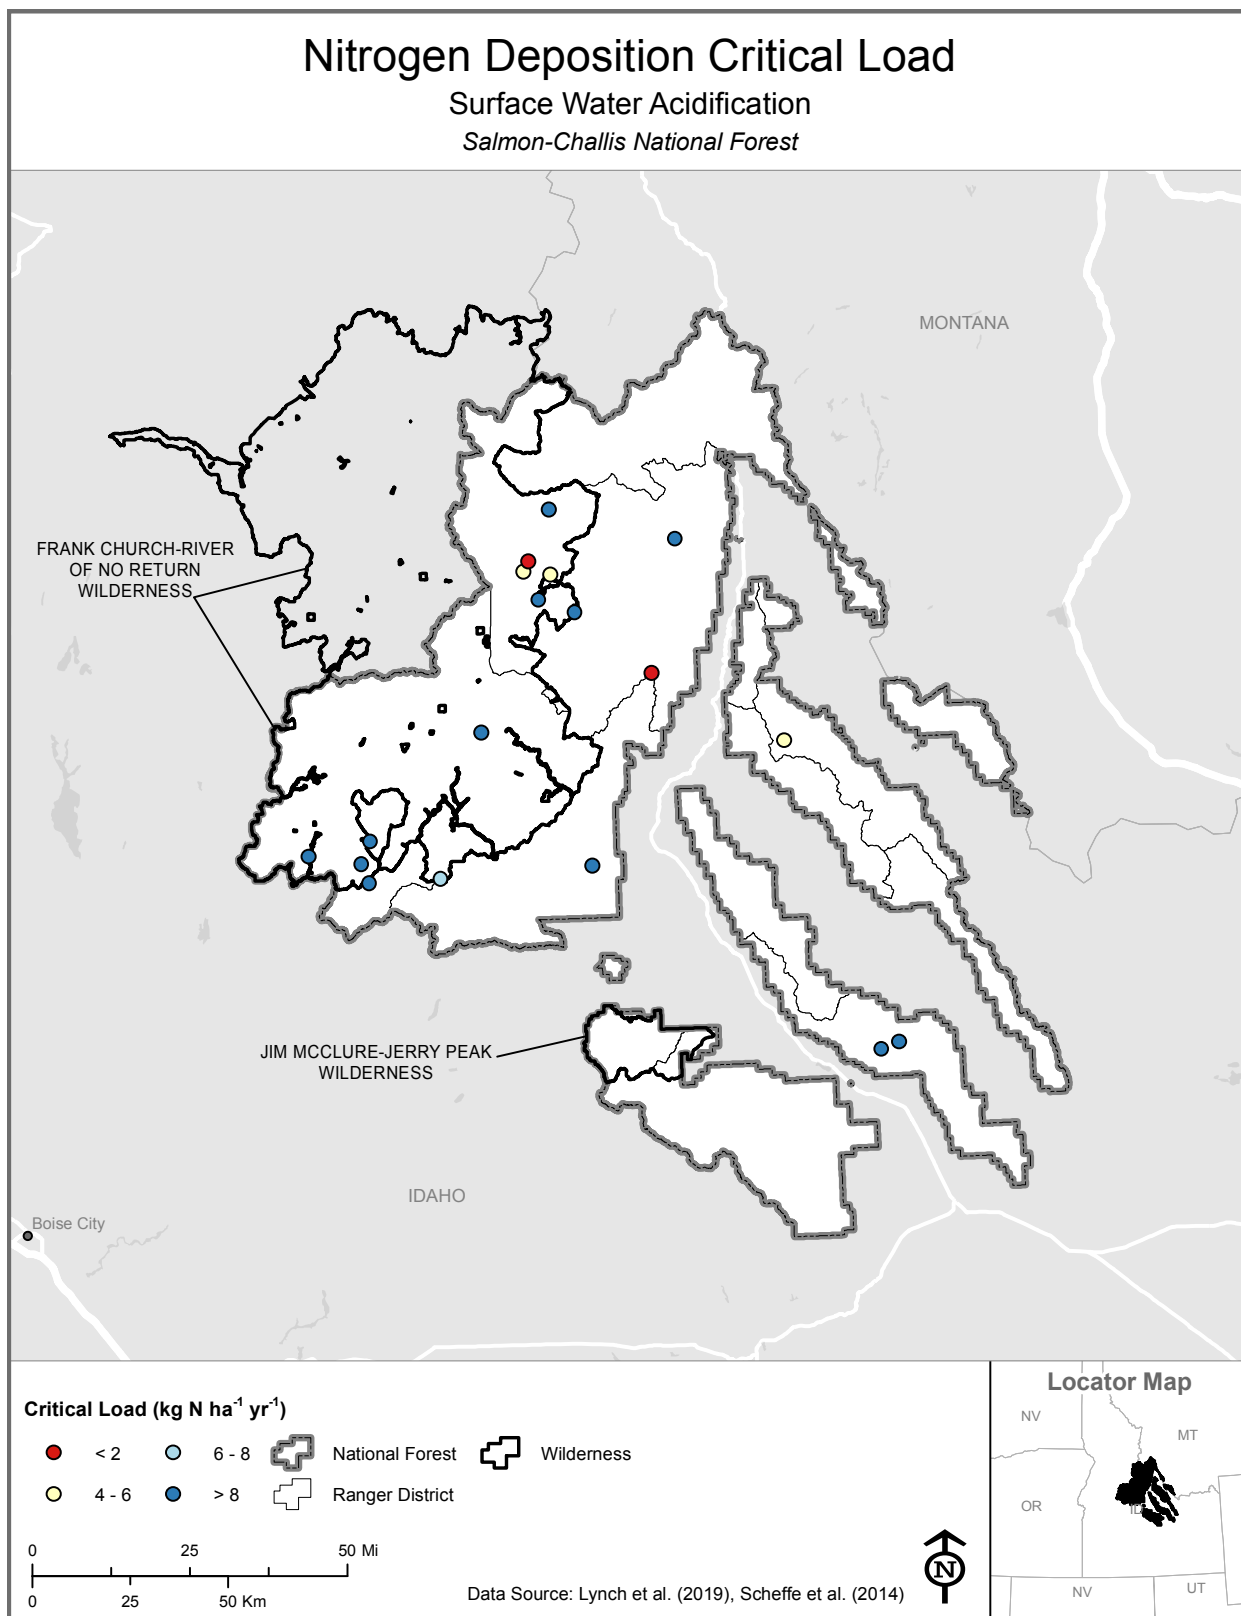 Nitrogen Deposition Critical Load
Surface Water Acidification
Salmon-Challis National Forest
MONTANA
FRANK CHURCH-RIVER
OF NO RETURN
WILDERNESS
JIM MCCLURE-JERRY PEAK
WILDERNESS
IDAHO
Boise City
Critical Load (kg N ha⁻¹ yr⁻¹)
< 2
6 - 8
National Forest
Wilderness
4 - 6
> 8
Ranger District
0 25 50 Mi
0 25 50 Km
Data Source: Lynch et al. (2019), Scheffe et al. (2014)
N
Locator Map
NV
MT
OR
ID
NV
UT